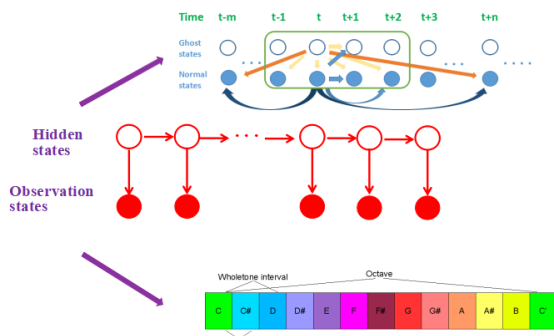 Time t-m t-1 t t+1 t+2 t+3 t+n
Ghost
states
Normal
states
Hidden
states
Observation
states
Wholetone interval Octave
C C# D D# E F F# G G# A A# B C'